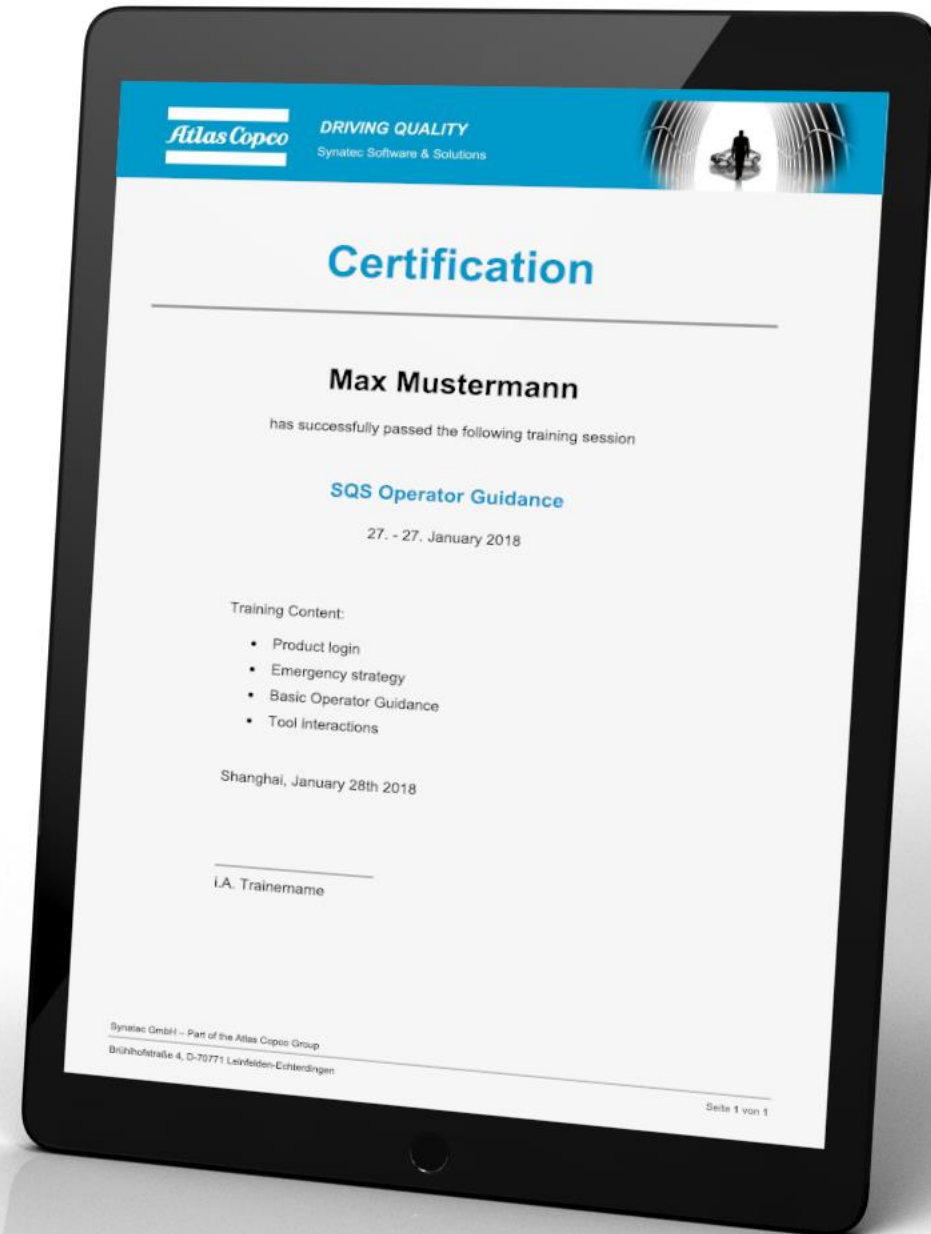 Atlas Copco
DRIVING QUALITY
Synatec Software & Solutions
Certification
Max Mustermann
has successfully passed the following training session
SQS Operator Guidance
27. - 27. January 2018
Training Content:
• Product login
• Emergency strategy
• Basic Operator Guidance
• Tool interactions
Shanghai, January 28th 2018
i.A. Trainername
Synatec GmbH – Part of the Atlas Copco Group
Brühlhofstraße 4, D-70771 Leinfelden-Echterdingen
Seite 1 von 1